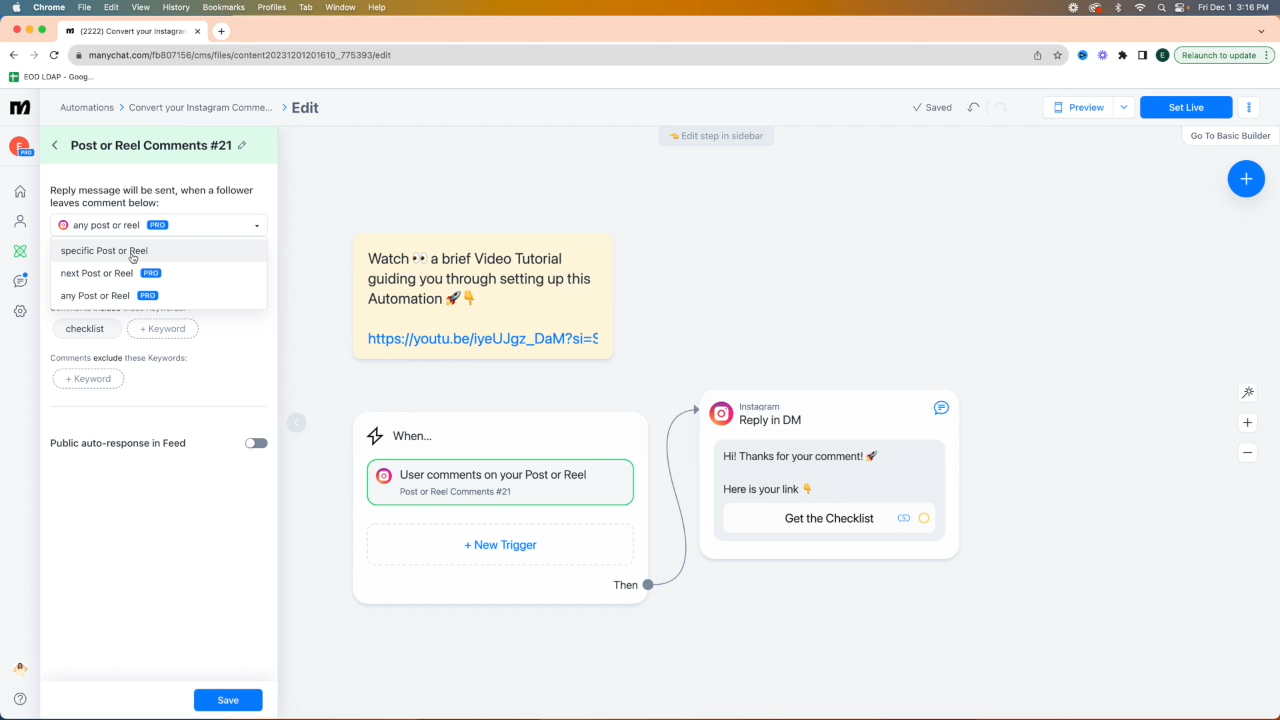 Chrome File Edit View History Bookmarks Profiles Tab Window Help
Fri Dec 1 3:16 PM
(2222) Convert your Instagram
manychat.com/fb807156/cms/files/content20231201201610_775393/edit
E
Relaunch to update
EOD LDAP - Goog...
Automations > Convert your Instagram Comme... > Edit
Saved
Preview
Set Live
Edit step in sidebar
Go To Basic Builder
F
PRO
Post or Reel Comments #21
Reply message will be sent, when a follower
leaves comment below:
any post or reel PRO
specific Post or Reel
next Post or Reel PRO
any Post or Reel PRO
checklist + Keyword
Comments exclude these Keywords:
+ Keyword
Public auto-response in Feed
Save
Watch 👀 a brief Video Tutorial
guiding you through setting up this
Automation 🚀👇
https://youtu.be/iyeUJgz_DaM?si=S
When...
User comments on your Post or Reel
Post or Reel Comments #21
+ New Trigger
Then
Instagram
Reply in DM
Hi! Thanks for your comment! 🚀
Here is your link 👇
Get the Checklist